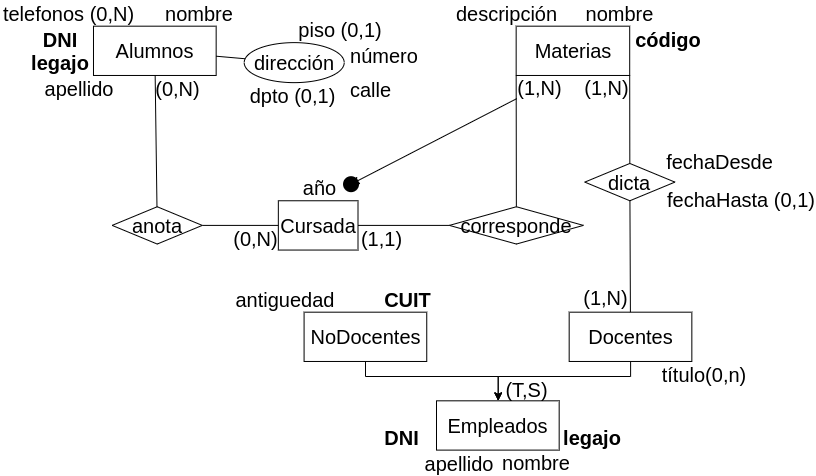 telefonos (0,N) nombre
DNI
legajo
Alumnos
apellido
(0,N)
piso (0,1)
dirección
número
dpto (0,1)
calle
descripción nombre
Materias
código
(1,N)
(1,N)
fechaDesde
dicta
fechaHasta (0,1)
año
anota
(0,N)
Cursada
(1,1)
corresponde
antiguedad
CUIT
(1,N)
NoDocentes
Docentes
título(0,n)
(T,S)
Empleados
DNI
legajo
apellido nombre